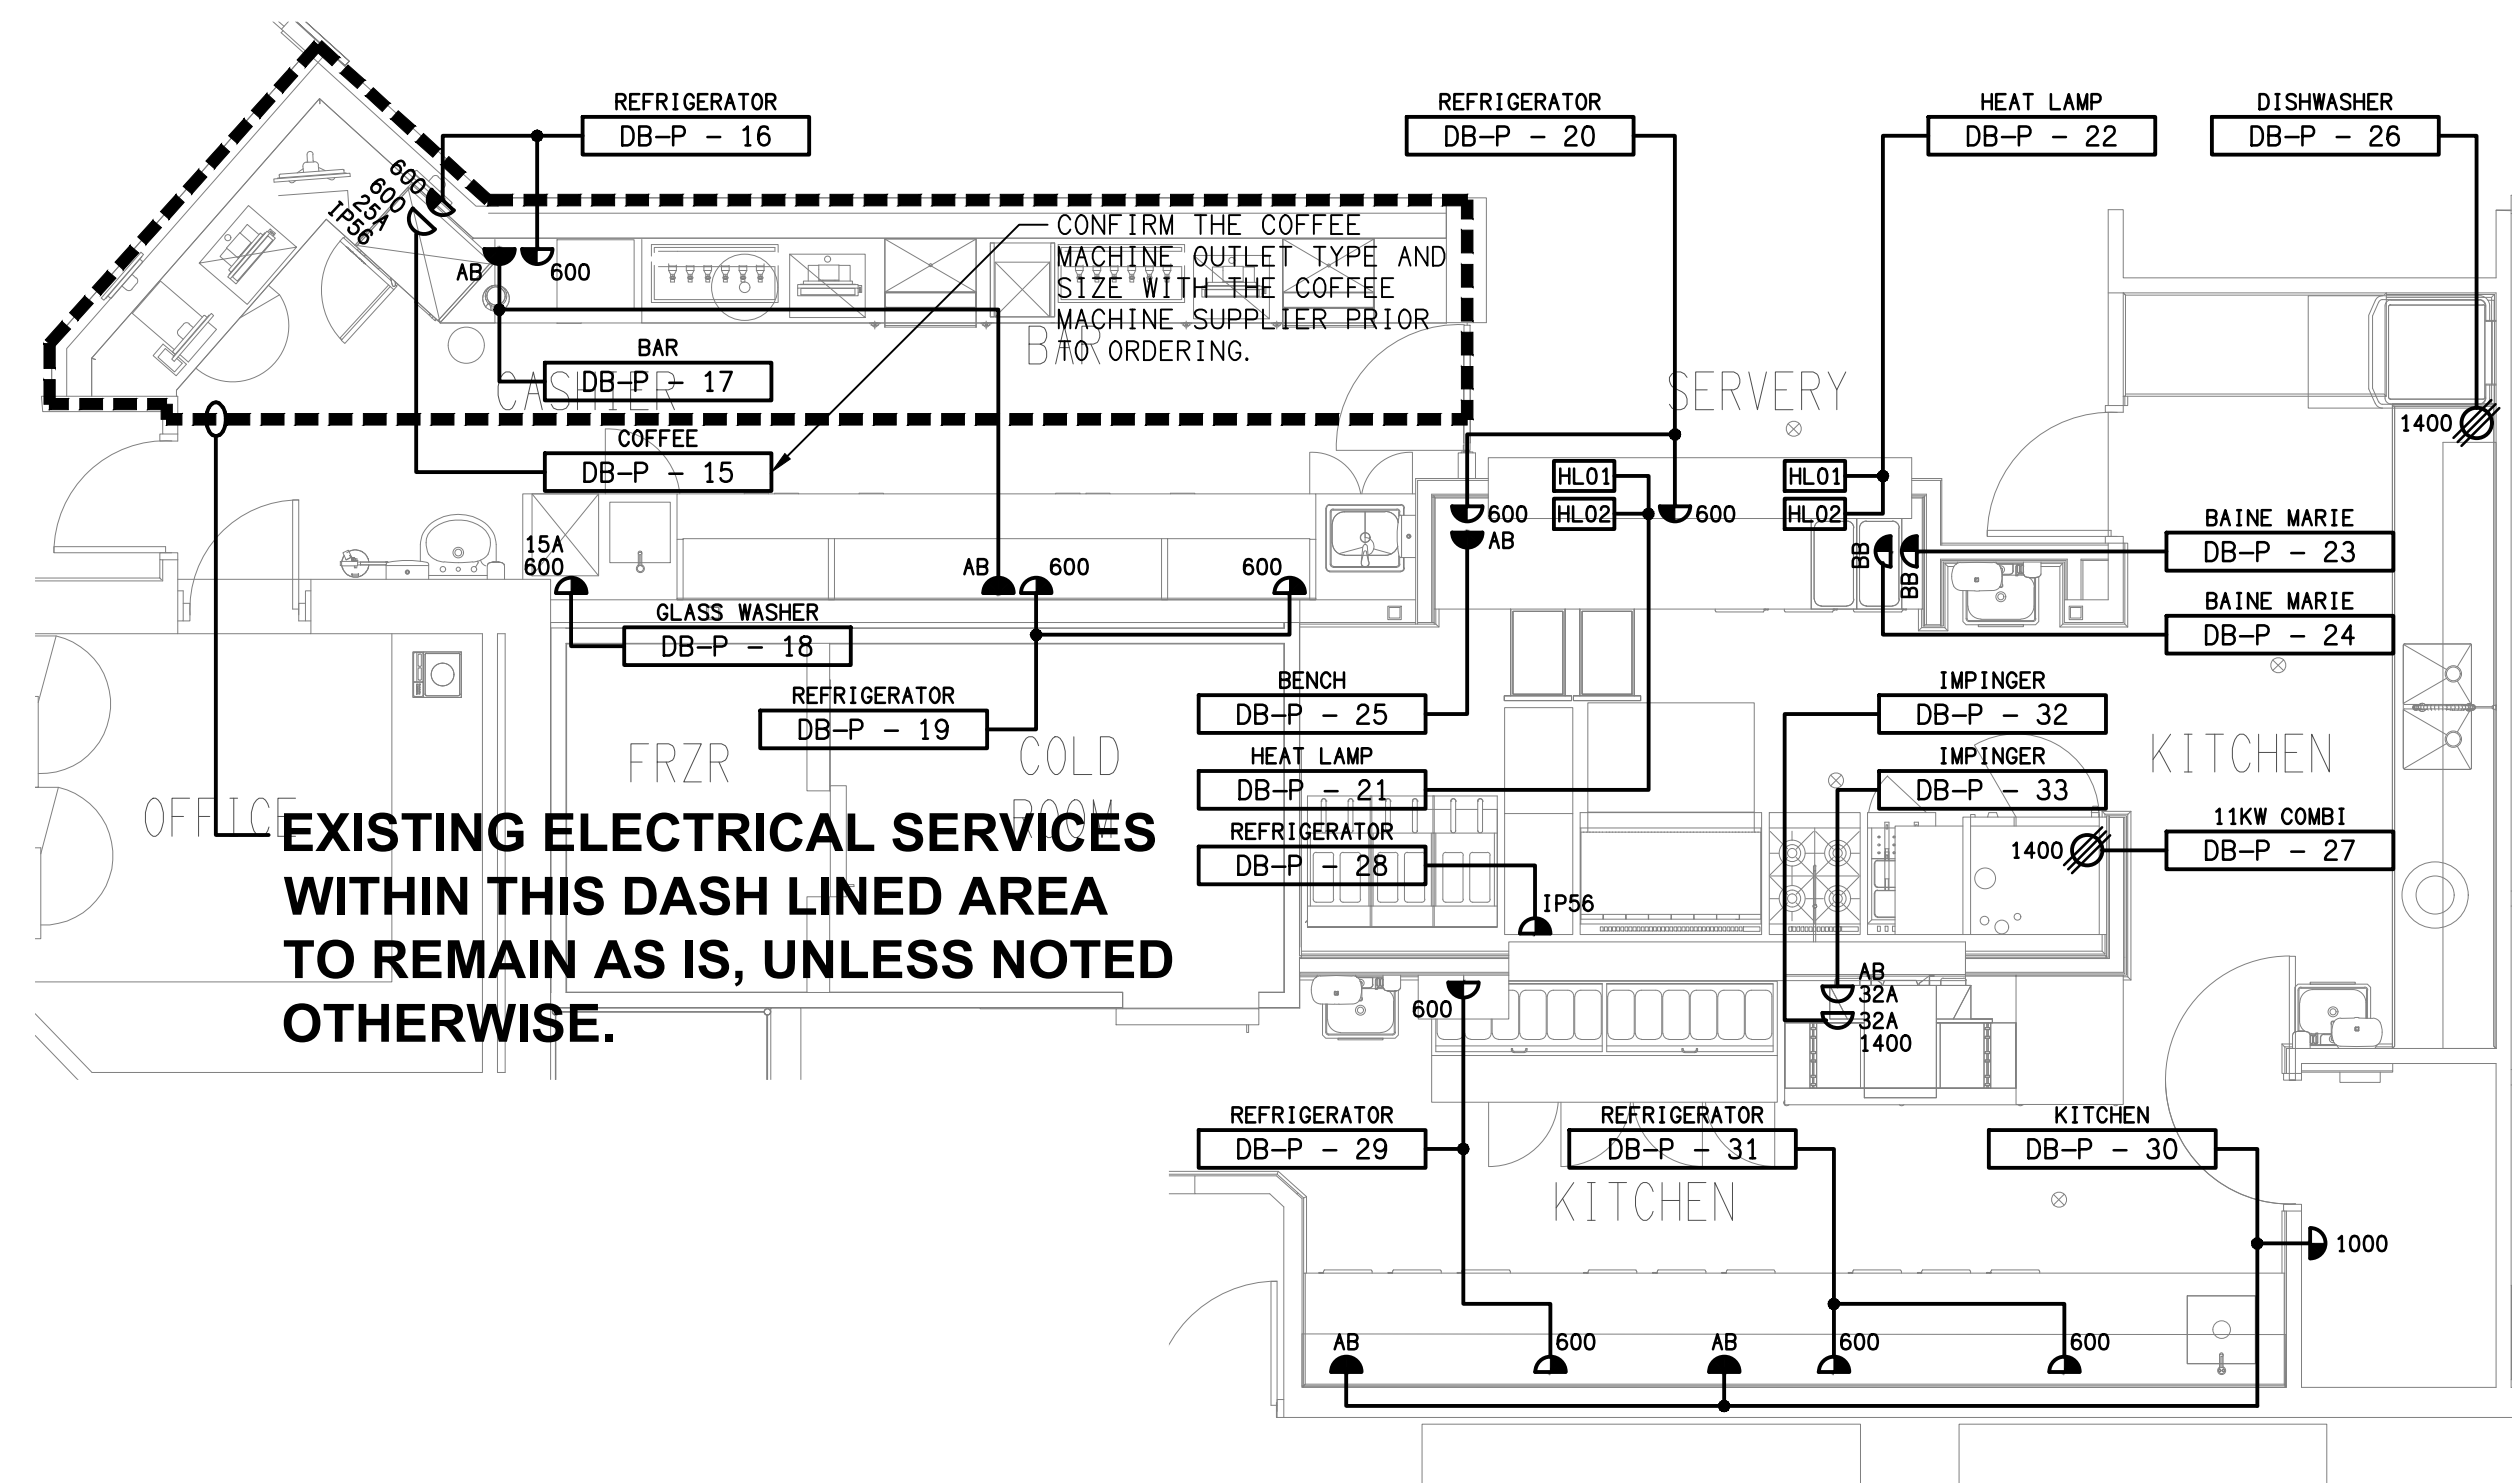 REFRIGERATOR
DB-P - 16
REFRIGERATOR
DB-P - 20
HEAT LAMP
DB-P - 22
DISHWASHER
DB-P - 26
600
600
25A
IP56
AB
600
CONFIRM THE COFFEE
MACHINE OUTLET TYPE AND
SIZE WITH THE COFFEE
MACHINE SUPPLIER PRIOR
TO ORDERING.
BAR
BAR
DB-P - 17
CASHIER
SERVERY
1400
COFFEE
DB-P - 15
HL01
HL02
HL01
HL02
600
AB
600
BB
BB
BAINE MARIE
DB-P - 23
BAINE MARIE
DB-P - 24
15A
600
AB
600
600
GLASS WASHER
DB-P - 18
REFRIGERATOR
DB-P - 19
BENCH
DB-P - 25
IMPINGER
DB-P - 32
HEAT LAMP
DB-P - 21
IMPINGER
DB-P - 33
FRZR
COLD
ROOM
KITCHEN
OFFICE
EXISTING ELECTRICAL SERVICES
WITHIN THIS DASH LINED AREA
TO REMAIN AS IS, UNLESS NOTED
OTHERWISE.
REFRIGERATOR
DB-P - 28
11KW COMBI
DB-P - 27
1400
IP56
600
AB
32A
32A
1400
REFRIGERATOR
DB-P - 29
REFRIGERATOR
DB-P - 31
KITCHEN
DB-P - 30
KITCHEN
1000
AB
600
AB
600
600